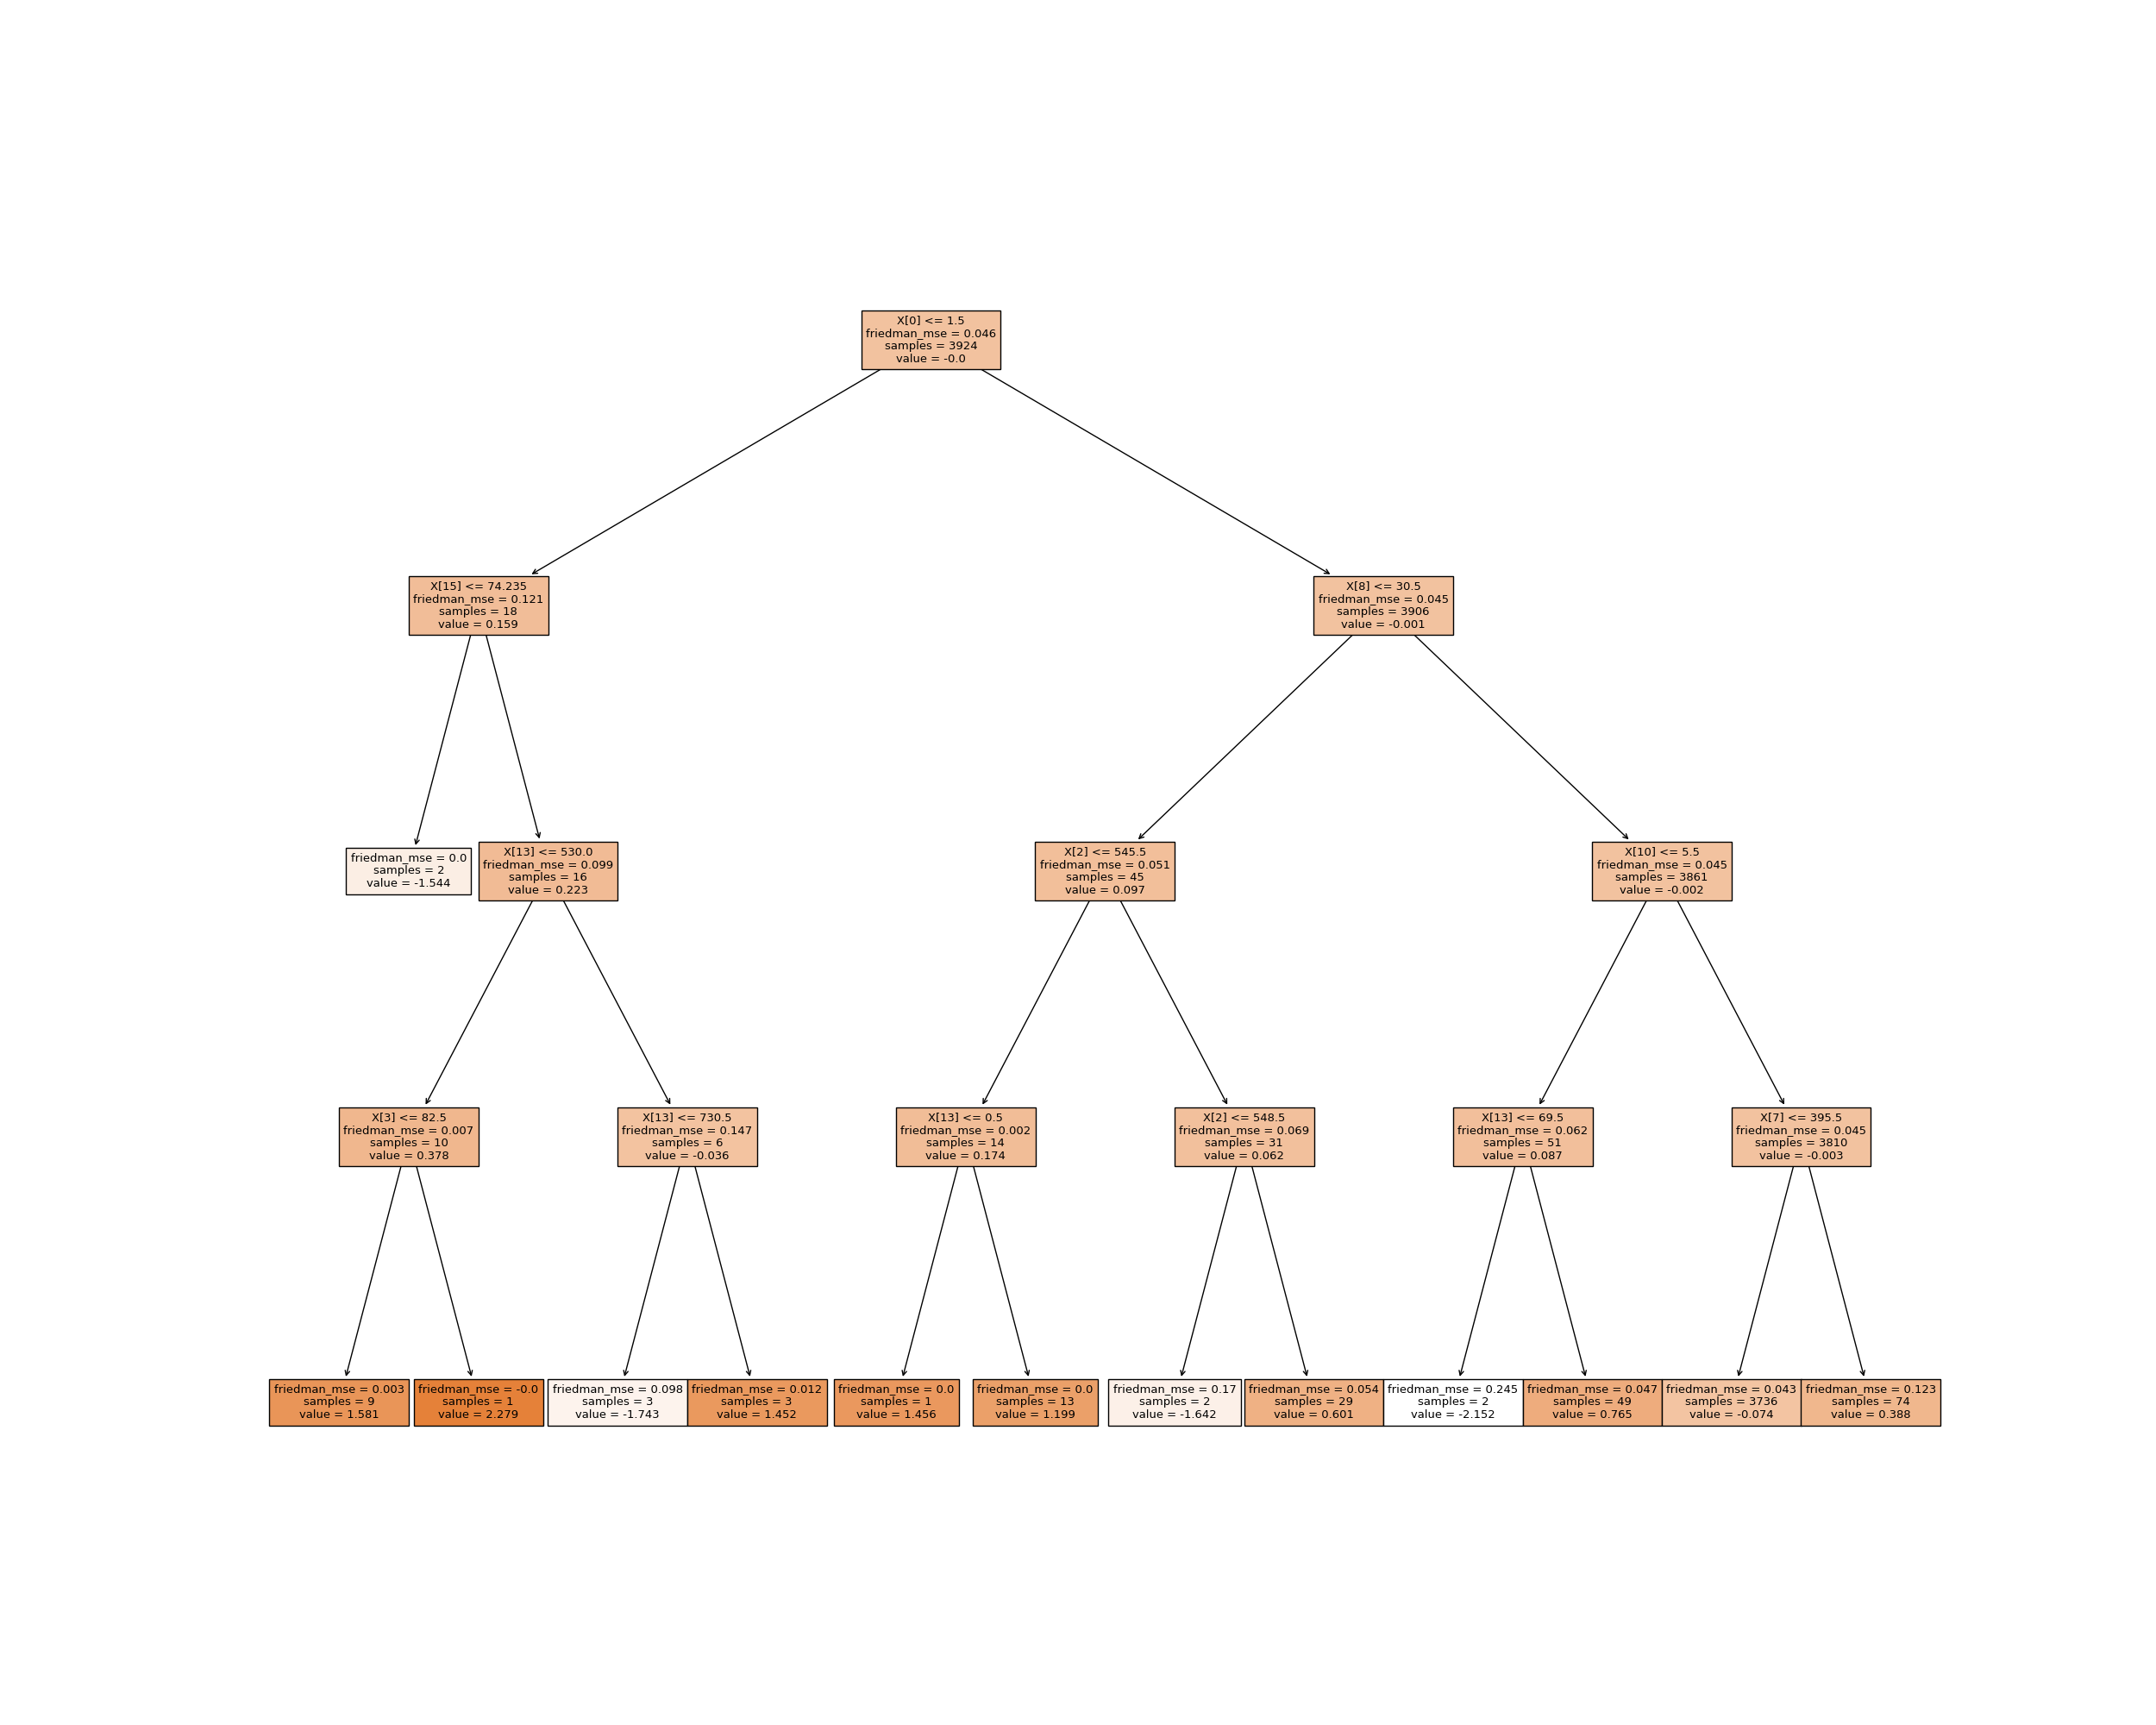 X[0] <= 1.5
friedman_mse = 0.046
samples = 3924
value = -0.0
X[15] <= 74.235
friedman_mse = 0.121
samples = 18
value = 0.159
X[8] <= 30.5
friedman_mse = 0.045
samples = 3906
value = -0.001
friedman_mse = 0.0
samples = 2
value = -1.544
X[13] <= 530.0
friedman_mse = 0.099
samples = 16
value = 0.223
X[2] <= 545.5
friedman_mse = 0.051
samples = 45
value = 0.097
X[10] <= 5.5
friedman_mse = 0.045
samples = 3861
value = -0.002
X[3] <= 82.5
friedman_mse = 0.007
samples = 10
value = 0.378
X[13] <= 730.5
friedman_mse = 0.147
samples = 6
value = -0.036
X[13] <= 0.5
friedman_mse = 0.002
samples = 14
value = 0.174
X[2] <= 548.5
friedman_mse = 0.069
samples = 31
value = 0.062
X[13] <= 69.5
friedman_mse = 0.062
samples = 51
value = 0.087
X[7] <= 395.5
friedman_mse = 0.045
samples = 3810
value = -0.003
friedman_mse = 0.003
samples = 9
value = 1.581
friedman_mse = -0.0
samples = 1
value = 2.279
friedman_mse = 0.098
samples = 3
value = -1.743
friedman_mse = 0.012
samples = 3
value = 1.452
friedman_mse = 0.0
samples = 1
value = 1.456
friedman_mse = 0.0
samples = 13
value = 1.199
friedman_mse = 0.17
samples = 2
value = -1.642
friedman_mse = 0.054
samples = 29
value = 0.601
friedman_mse = 0.245
samples = 2
value = -2.152
friedman_mse = 0.047
samples = 49
value = 0.765
friedman_mse = 0.043
samples = 3736
value = -0.074
friedman_mse = 0.123
samples = 74
value = 0.388